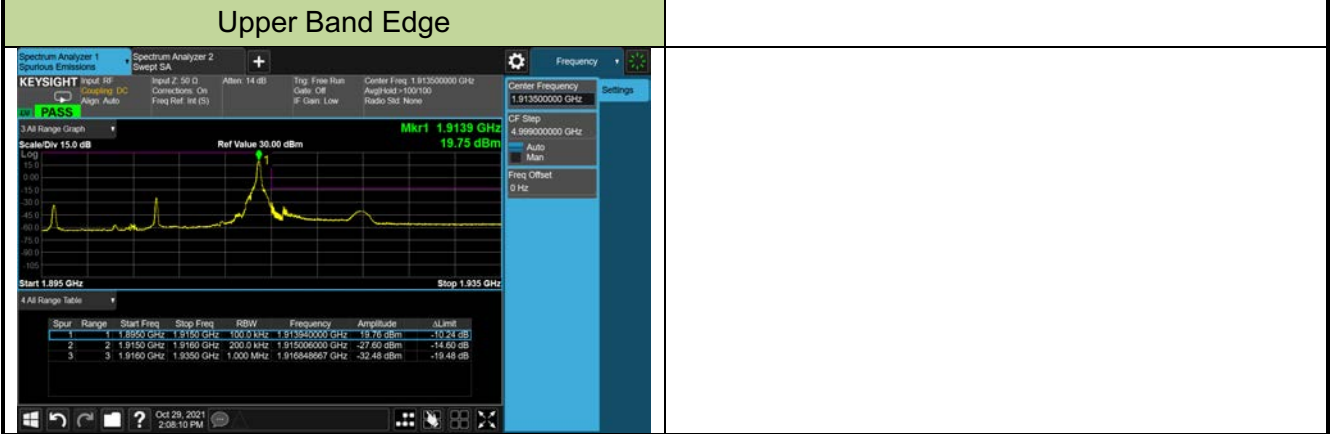 Upper Band Edge
Spectrum Analyzer 1
Spurious Emissions
Spectrum Analyzer 2
Swept SA
+
Frequency
KEYSIGHT
Input: RF
Coupling: DC
Align: Auto
Input Z: 50 Ω
Corrections: On
Freq Ref: Int (S)
Atten: 14 dB
Trig: Free Run
Gate: Off
IF Gain: Low
Center Freq: 1.913500000 GHz
Avg|Hold:>100/100
Radio Std: None
PASS
Center Frequency
1.913500000 GHz
Settings
CF Step
4.999000000 GHz
Auto
Man
Freq Offset
0 Hz
3 All Range Graph
Mkr1 1.9139 GHz
19.75 dBm
Scale/Div 15.0 dB
Ref Value 30.00 dBm
Log
15.0
0.00
-15.0
-30.0
-45.0
-60.0
-75.0
-90.0
-105
1
Start 1.895 GHz
Stop 1.935 GHz
4 All Range Table
Spur Range Start Freq Stop Freq RBW Frequency Amplitude ΔLimit
1 1 1.8950 GHz 1.9150 GHz 100.0 kHz 1.913940000 GHz 19.76 dBm -10.24 dB
2 2 1.9150 GHz 1.9160 GHz 200.0 kHz 1.915006000 GHz -27.60 dBm -14.60 dB
3 3 1.9160 GHz 1.9350 GHz 1.000 MHz 1.916848667 GHz -32.48 dBm -19.48 dB
?
Oct 29, 2021
2:08:10 PM